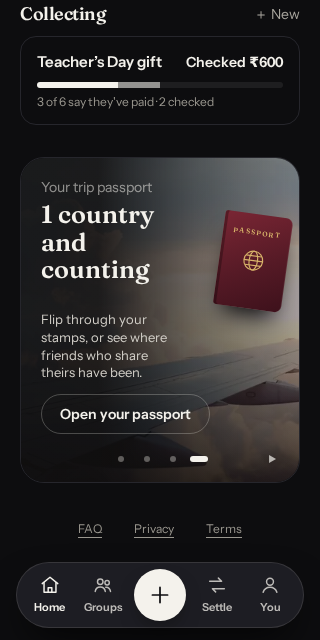 Collecting
+ New
Teacher's Day gift
Checked ₹600
3 of 6 say they've paid · 2 checked
Your trip passport
1 country
and
counting
PASSPORT
Flip through your
stamps, or see where
friends who share
theirs have been.
Open your passport
FAQ
Privacy
Terms
Home
Groups
Settle
You